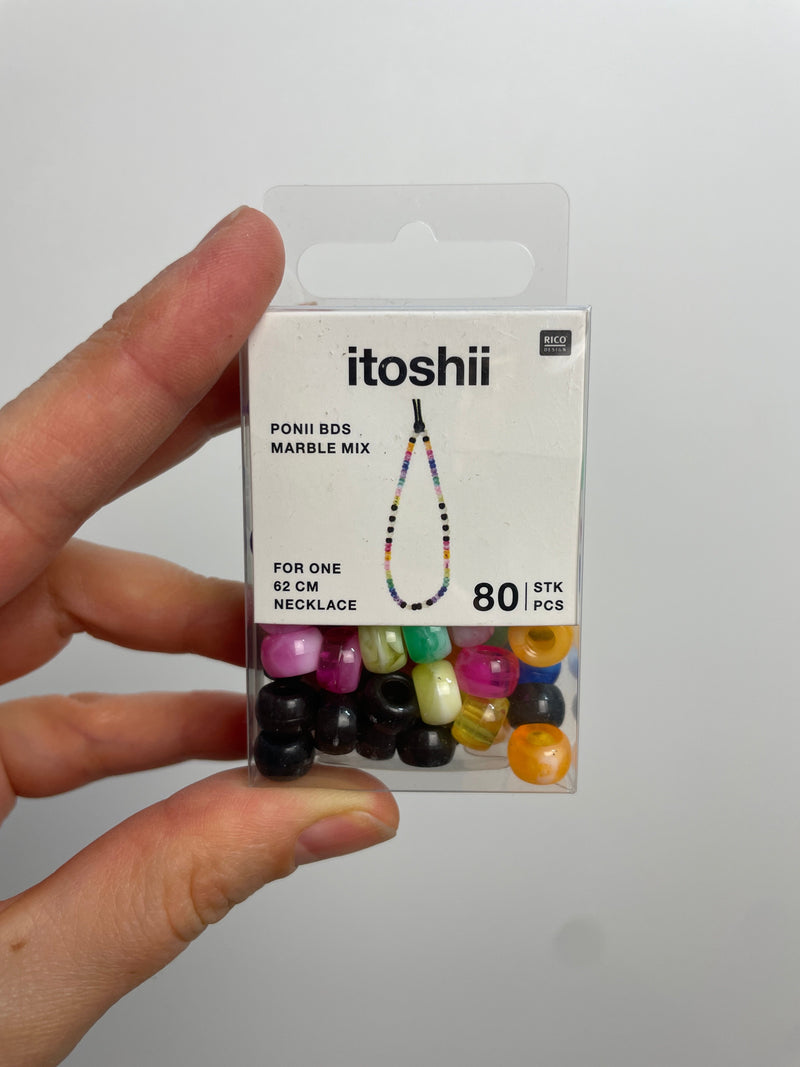 RICO
DESIGN
itoshii
PONII BDS
MARBLE MIX
FOR ONE
62 CM
NECKLACE
80 STK
PCS